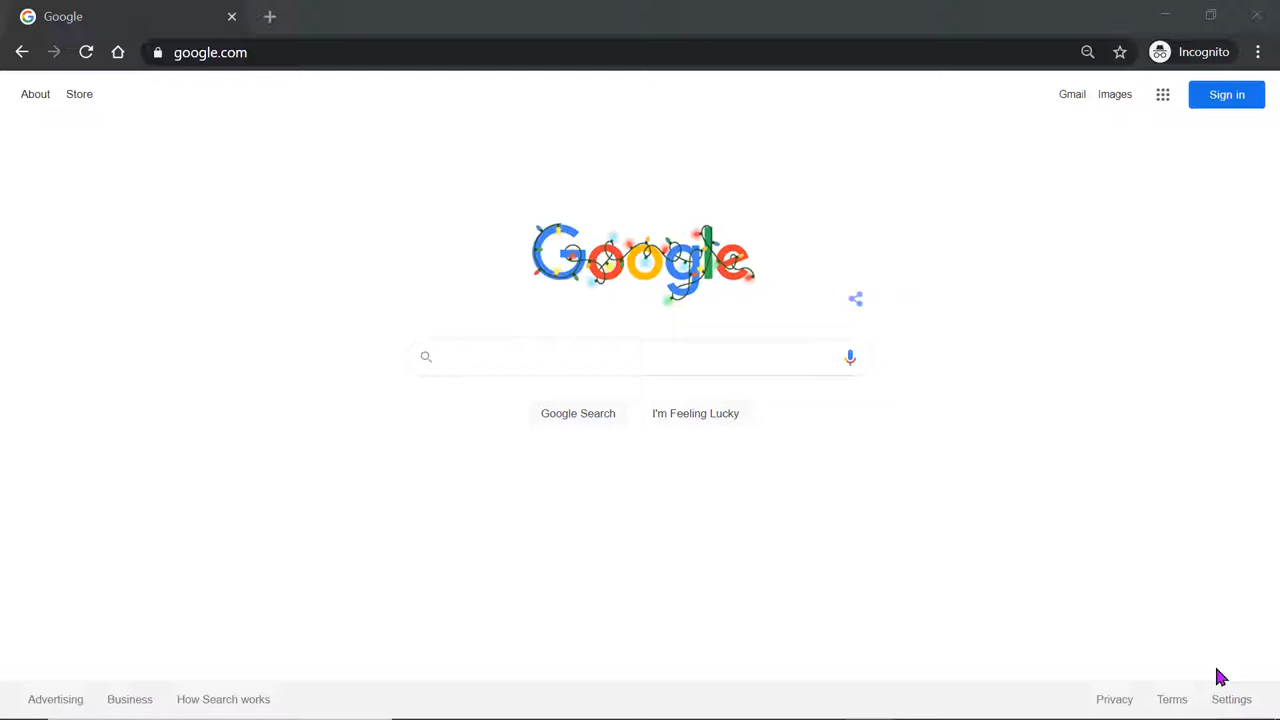 Google
google.com
Incognito
About Store
Gmail Images Sign in
Google
Google Search I'm Feeling Lucky
Advertising Business How Search works
Privacy Terms Settings